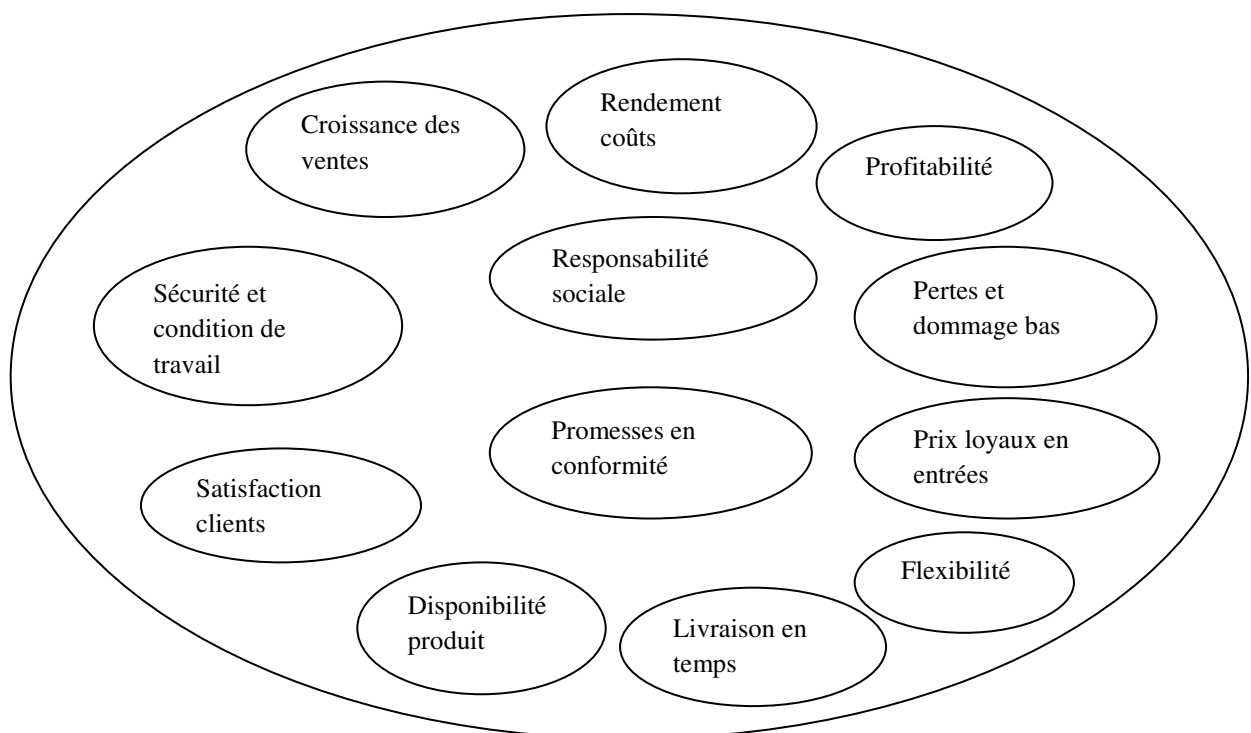 Croissance des
ventes
Rendement
coûts
Profitabilité
Sécurité et
condition de
travail
Responsabilité
sociale
Pertes et
dommage bas
Promesses en
conformité
Prix loyaux en
entrées
Satisfaction
clients
Flexibilité
Disponibilité
produit
Livraison en
temps